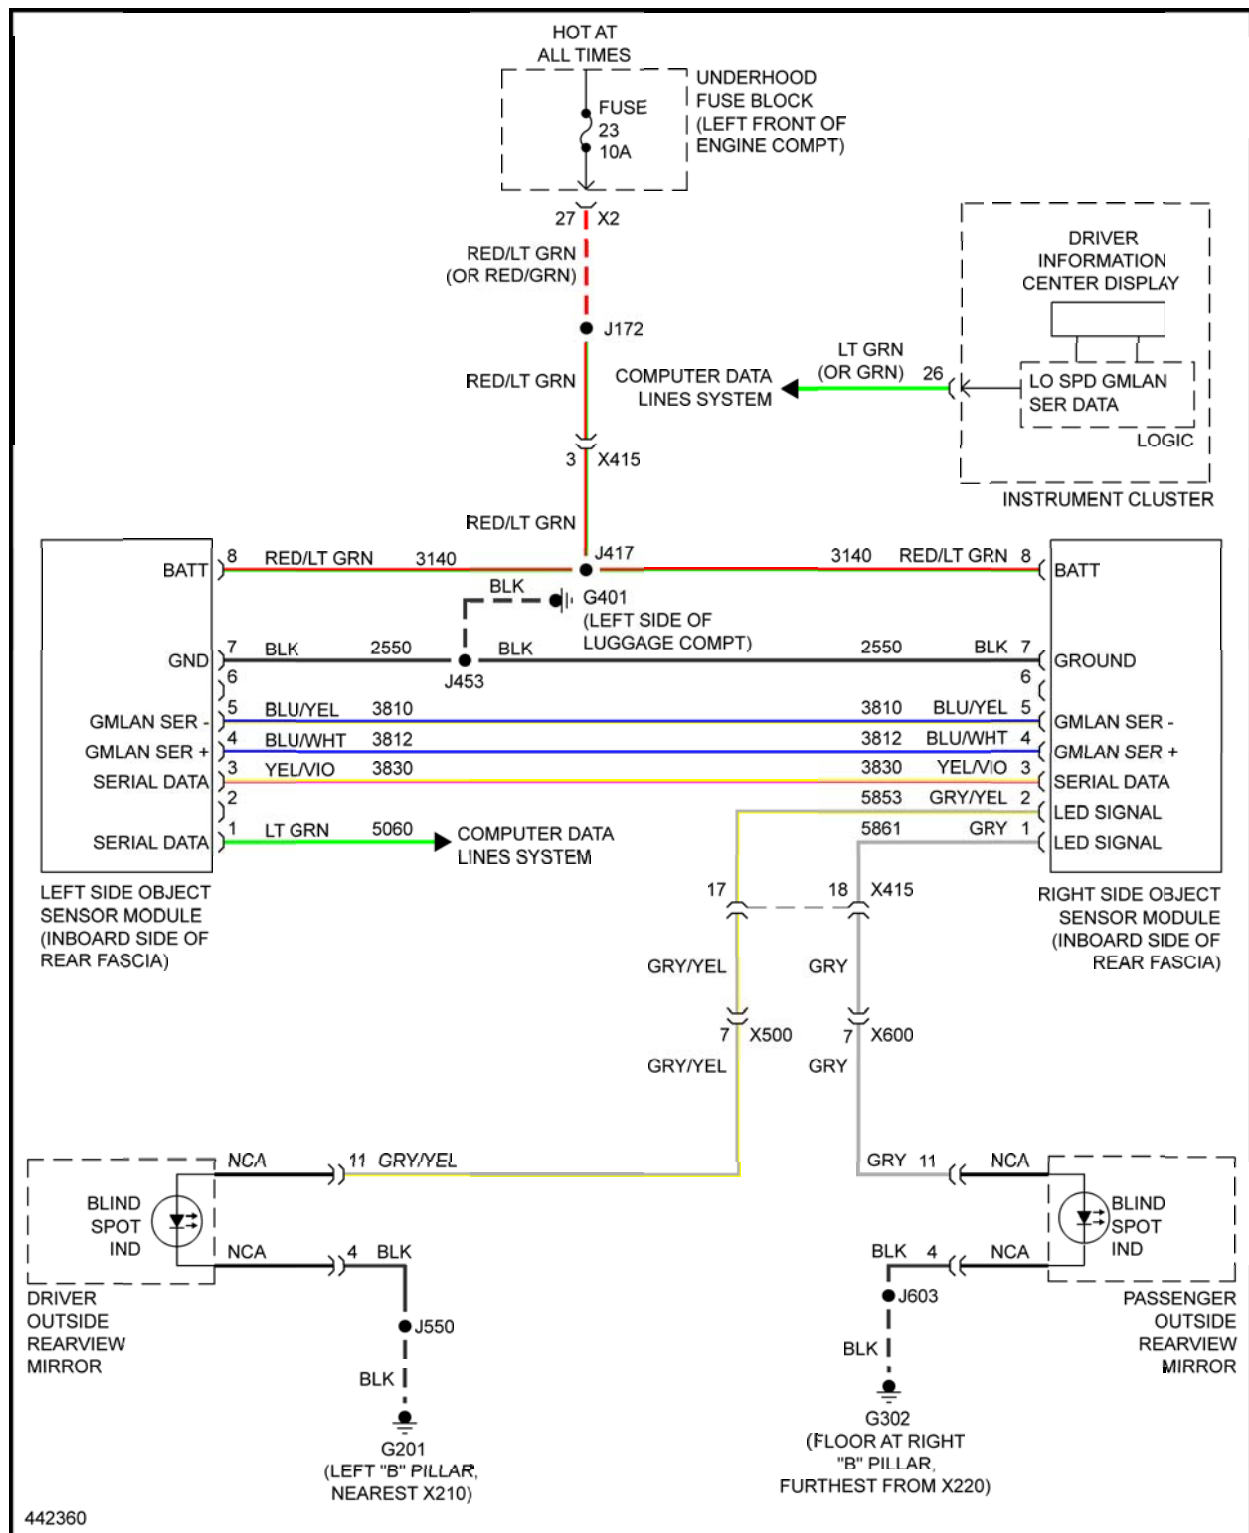 HOT AT
ALL TIMES
UNDERHOOD
FUSE BLOCK
(LEFT FRONT OF
ENGINE COMPT)
FUSE
23
10A
27 X2
RED/LT GRN
(OR RED/GRN)
J172
RED/LT GRN
3 X415
RED/LT GRN
DRIVER
INFORMATION
CENTER DISPLAY
LT GRN
(OR GRN) 26
COMPUTER DATA
LINES SYSTEM
LO SPD GMLAN
SER DATA
LOGIC
INSTRUMENT CLUSTER
J417
BATT 8 RED/LT GRN 3140 3140 RED/LT GRN 8 BATT
BLK G401
(LEFT SIDE OF
LUGGAGE COMPT)
GND 7 BLK 2550 BLK 2550 BLK 7 GROUND
J453
6 6
GMLAN SER - 5 BLU/YEL 3810 3810 BLU/YEL 5 GMLAN SER -
GMLAN SER + 4 BLU/WHT 3812 3812 BLU/WHT 4 GMLAN SER +
SERIAL DATA 3 YEL/VIO 3830 3830 YEL/VIO 3 SERIAL DATA
2 5853 GRY/YEL 2 LED SIGNAL
SERIAL DATA 1 LT GRN 5060 COMPUTER DATA
LINES SYSTEM
5861 GRY 1 LED SIGNAL
LEFT SIDE OBJECT
SENSOR MODULE
(INBOARD SIDE OF
REAR FASCIA)
RIGHT SIDE OBJECT
SENSOR MODULE
(INBOARD SIDE OF
REAR FASCIA)
17 18 X415
GRY/YEL GRY
7 X500 7 X600
GRY/YEL GRY
NCA 11 GRY/YEL
GRY 11 NCA
BLIND
SPOT
IND
BLIND
SPOT
IND
NCA 4 BLK
BLK 4 NCA
DRIVER
OUTSIDE
REARVIEW
MIRROR
J550
BLK
G201
(LEFT "B" PILLAR,
NEAREST X210)
J603
BLK
G302
(FLOOR AT RIGHT
"B" PILLAR,
FURTHEST FROM X220)
PASSENGER
OUTSIDE
REARVIEW
MIRROR
442360